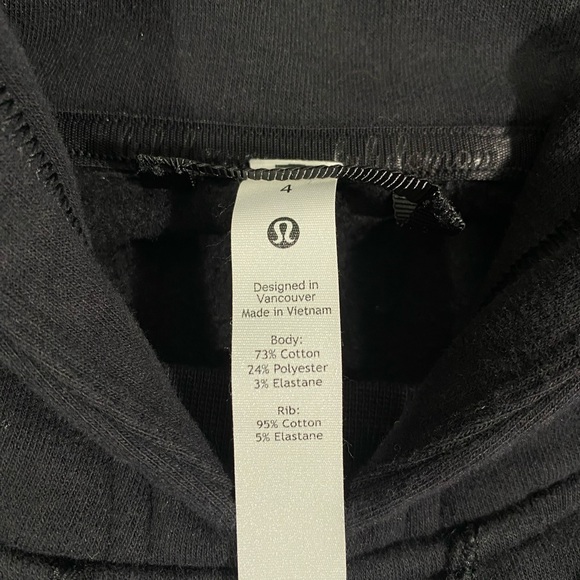 4
Designed in
Vancouver
Made in Vietnam
Body:
73% Cotton
24% Polyester
3% Elastane
Rib:
95% Cotton
5% Elastane